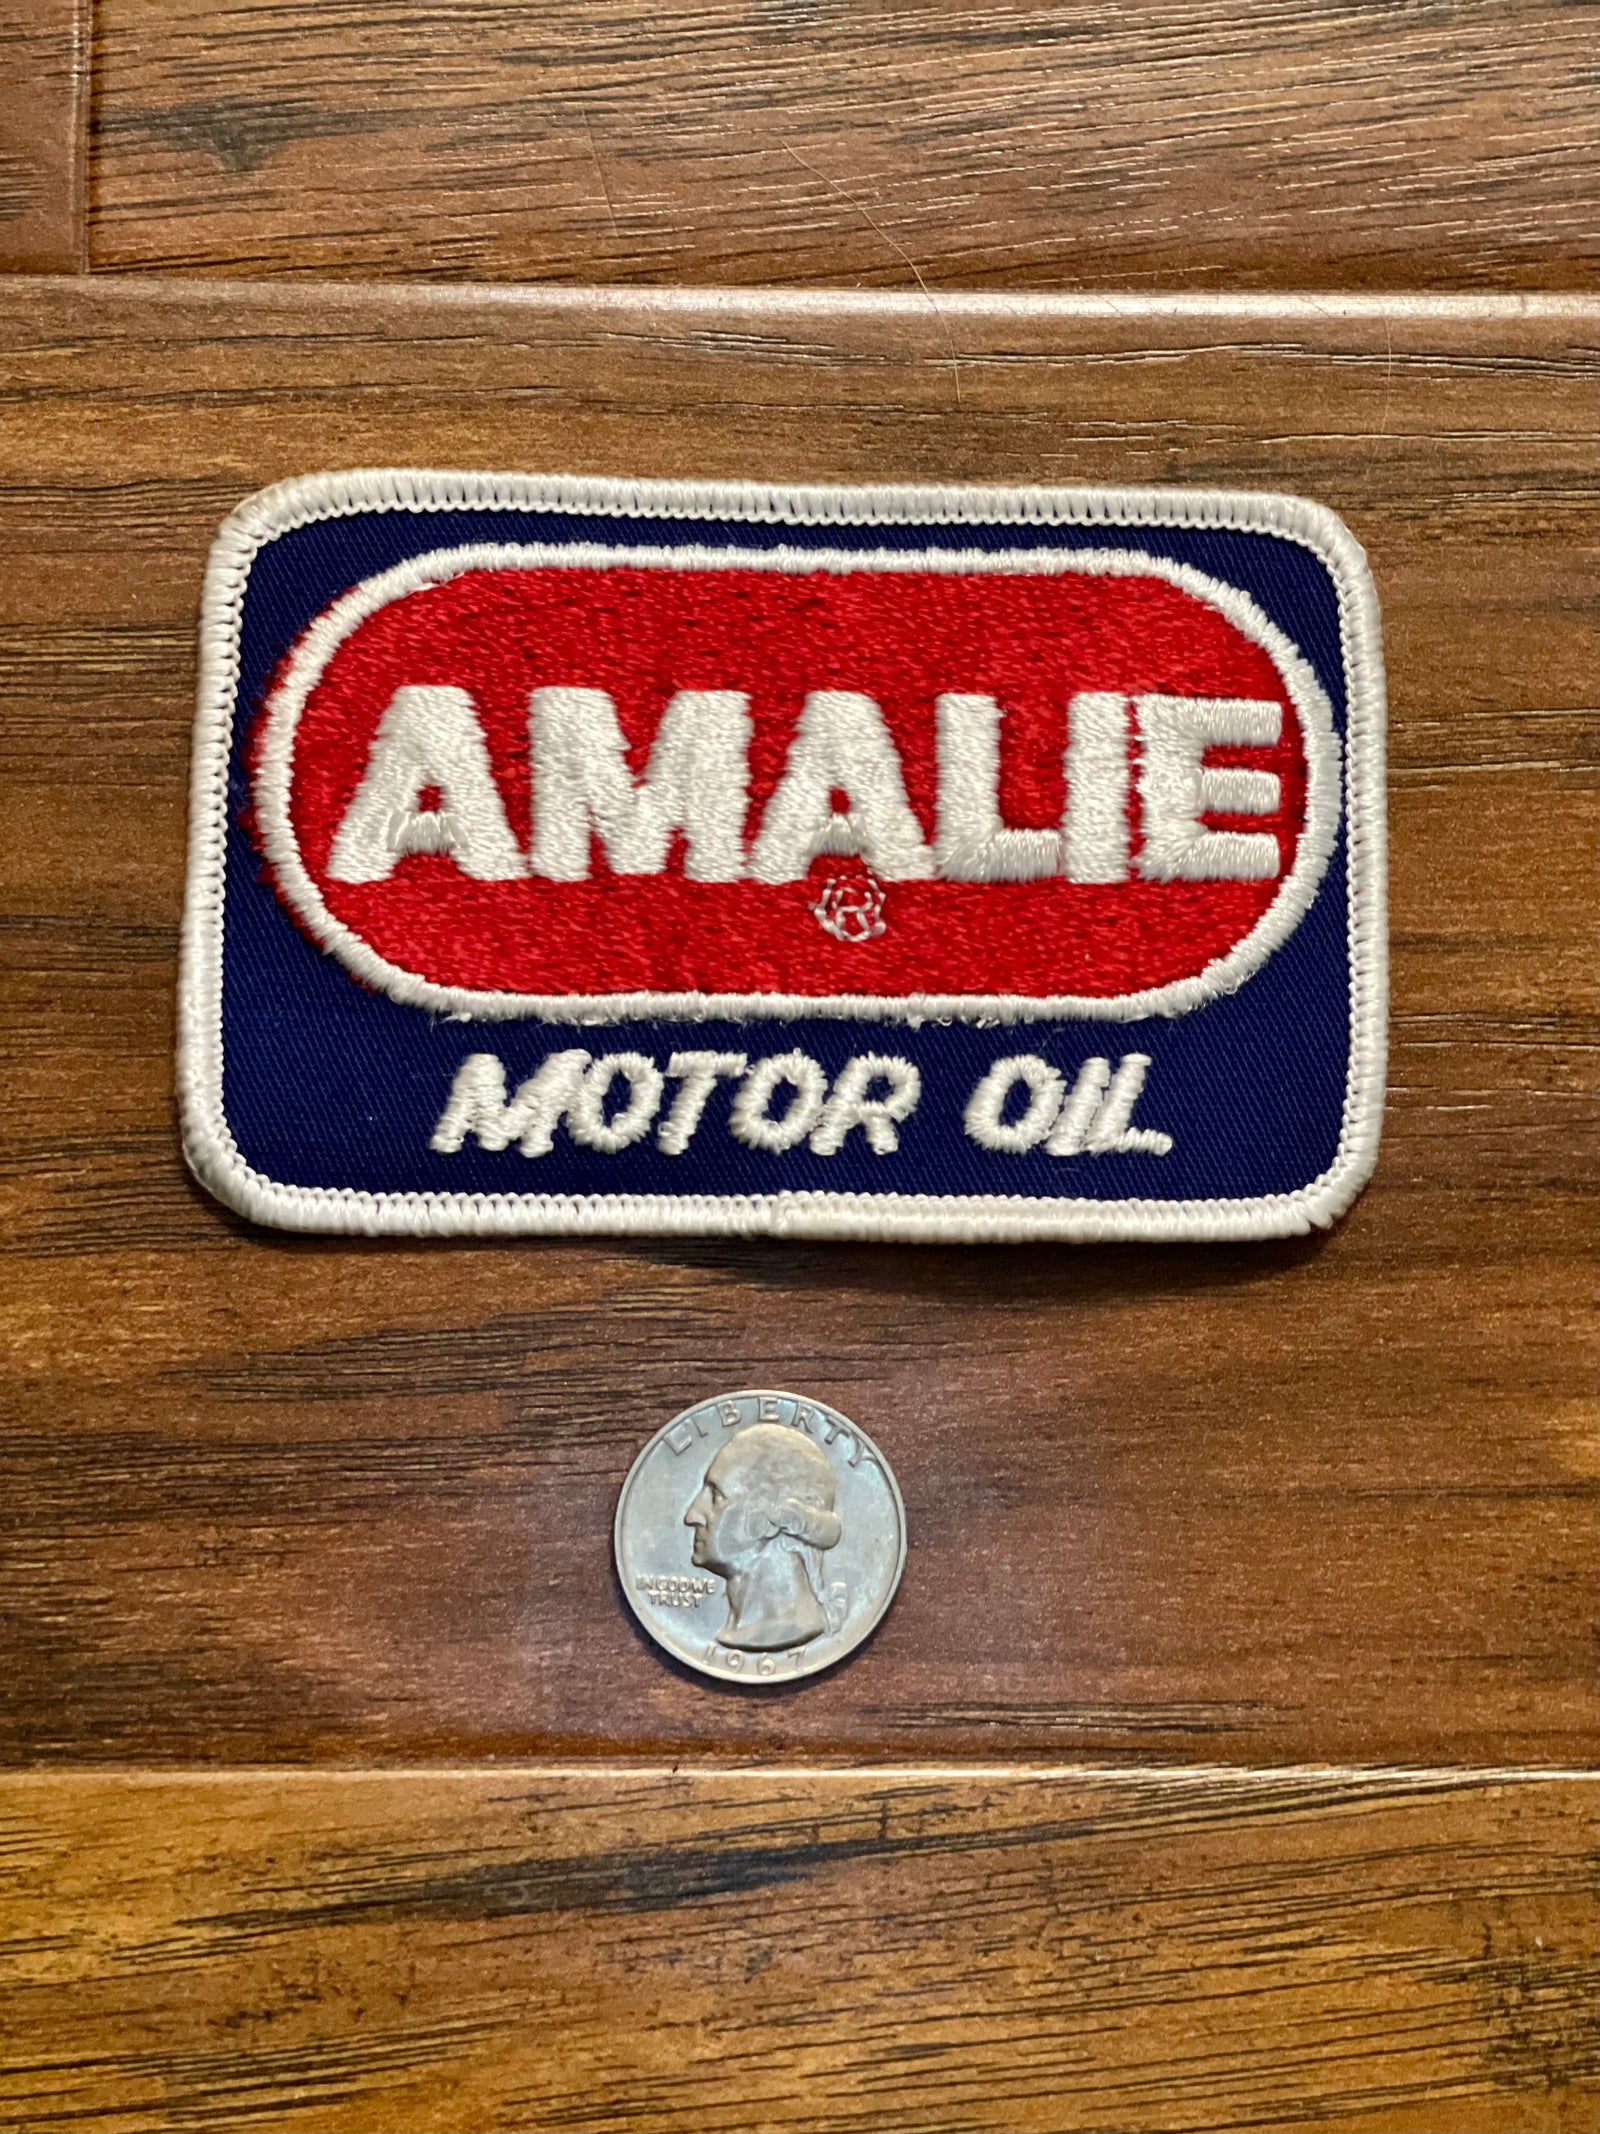 AMALIE
®
MOTOR OIL
LIBERTY
IN GOD WE
TRUST
1967